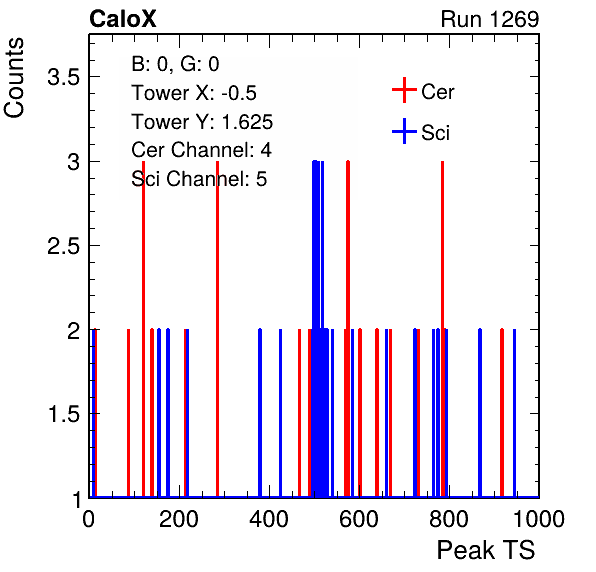 CaloX Run 1269
Counts
B: 0, G: 0
Tower X: -0.5
Tower Y: 1.625
Cer Channel: 4
Sci Channel: 5
Cer
Sci
3.5
3
2.5
2
1.5
1
0 200 400 600 800 1000
Peak TS